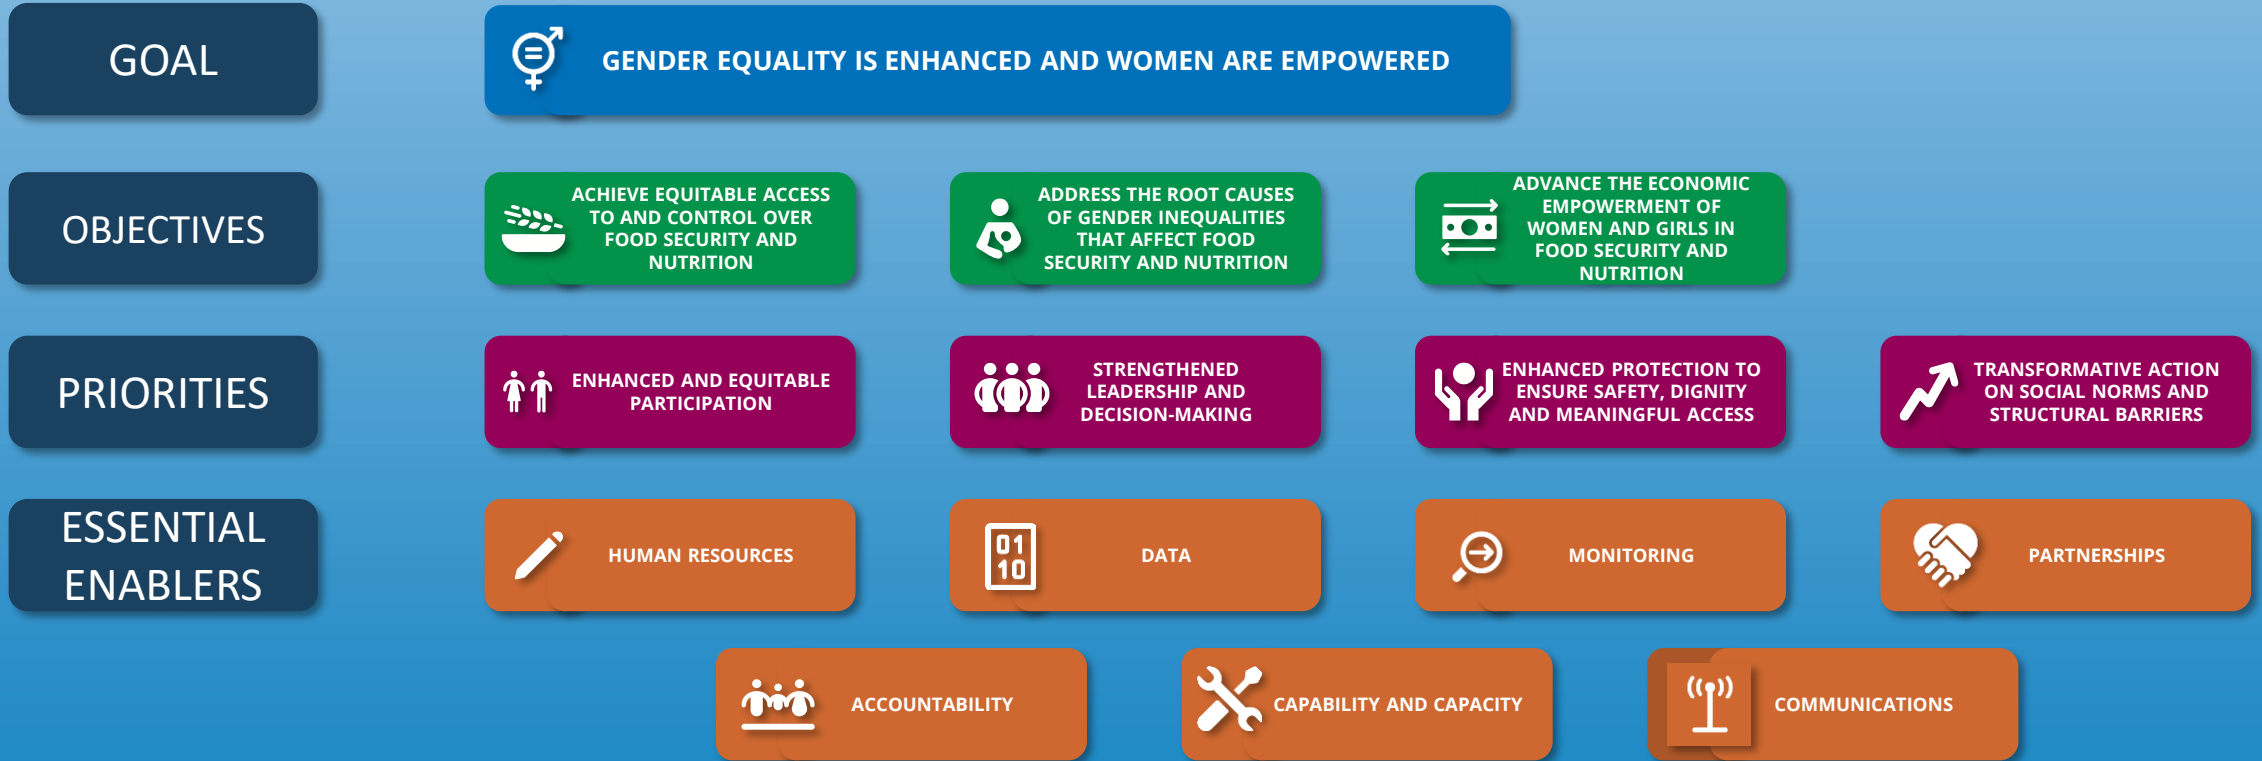 GOAL
GENDER EQUALITY IS ENHANCED AND WOMEN ARE EMPOWERED
OBJECTIVES
ACHIEVE EQUITABLE ACCESS
TO AND CONTROL OVER
FOOD SECURITY AND
NUTRITION
ADDRESS THE ROOT CAUSES
OF GENDER INEQUALITIES
THAT AFFECT FOOD
SECURITY AND NUTRITION
ADVANCE THE ECONOMIC
EMPOWERMENT OF
WOMEN AND GIRLS IN
FOOD SECURITY AND
NUTRITION
PRIORITIES
ENHANCED AND EQUITABLE
PARTICIPATION
STRENGTHENED
LEADERSHIP AND
DECISION-MAKING
ENHANCED PROTECTION TO
ENSURE SAFETY, DIGNITY
AND MEANINGFUL ACCESS
TRANSFORMATIVE ACTION
ON SOCIAL NORMS AND
STRUCTURAL BARRIERS
ESSENTIAL
ENABLERS
HUMAN RESOURCES
01
10
DATA
MONITORING
PARTNERSHIPS
ACCOUNTABILITY
CAPABILITY AND CAPACITY
COMMUNICATIONS